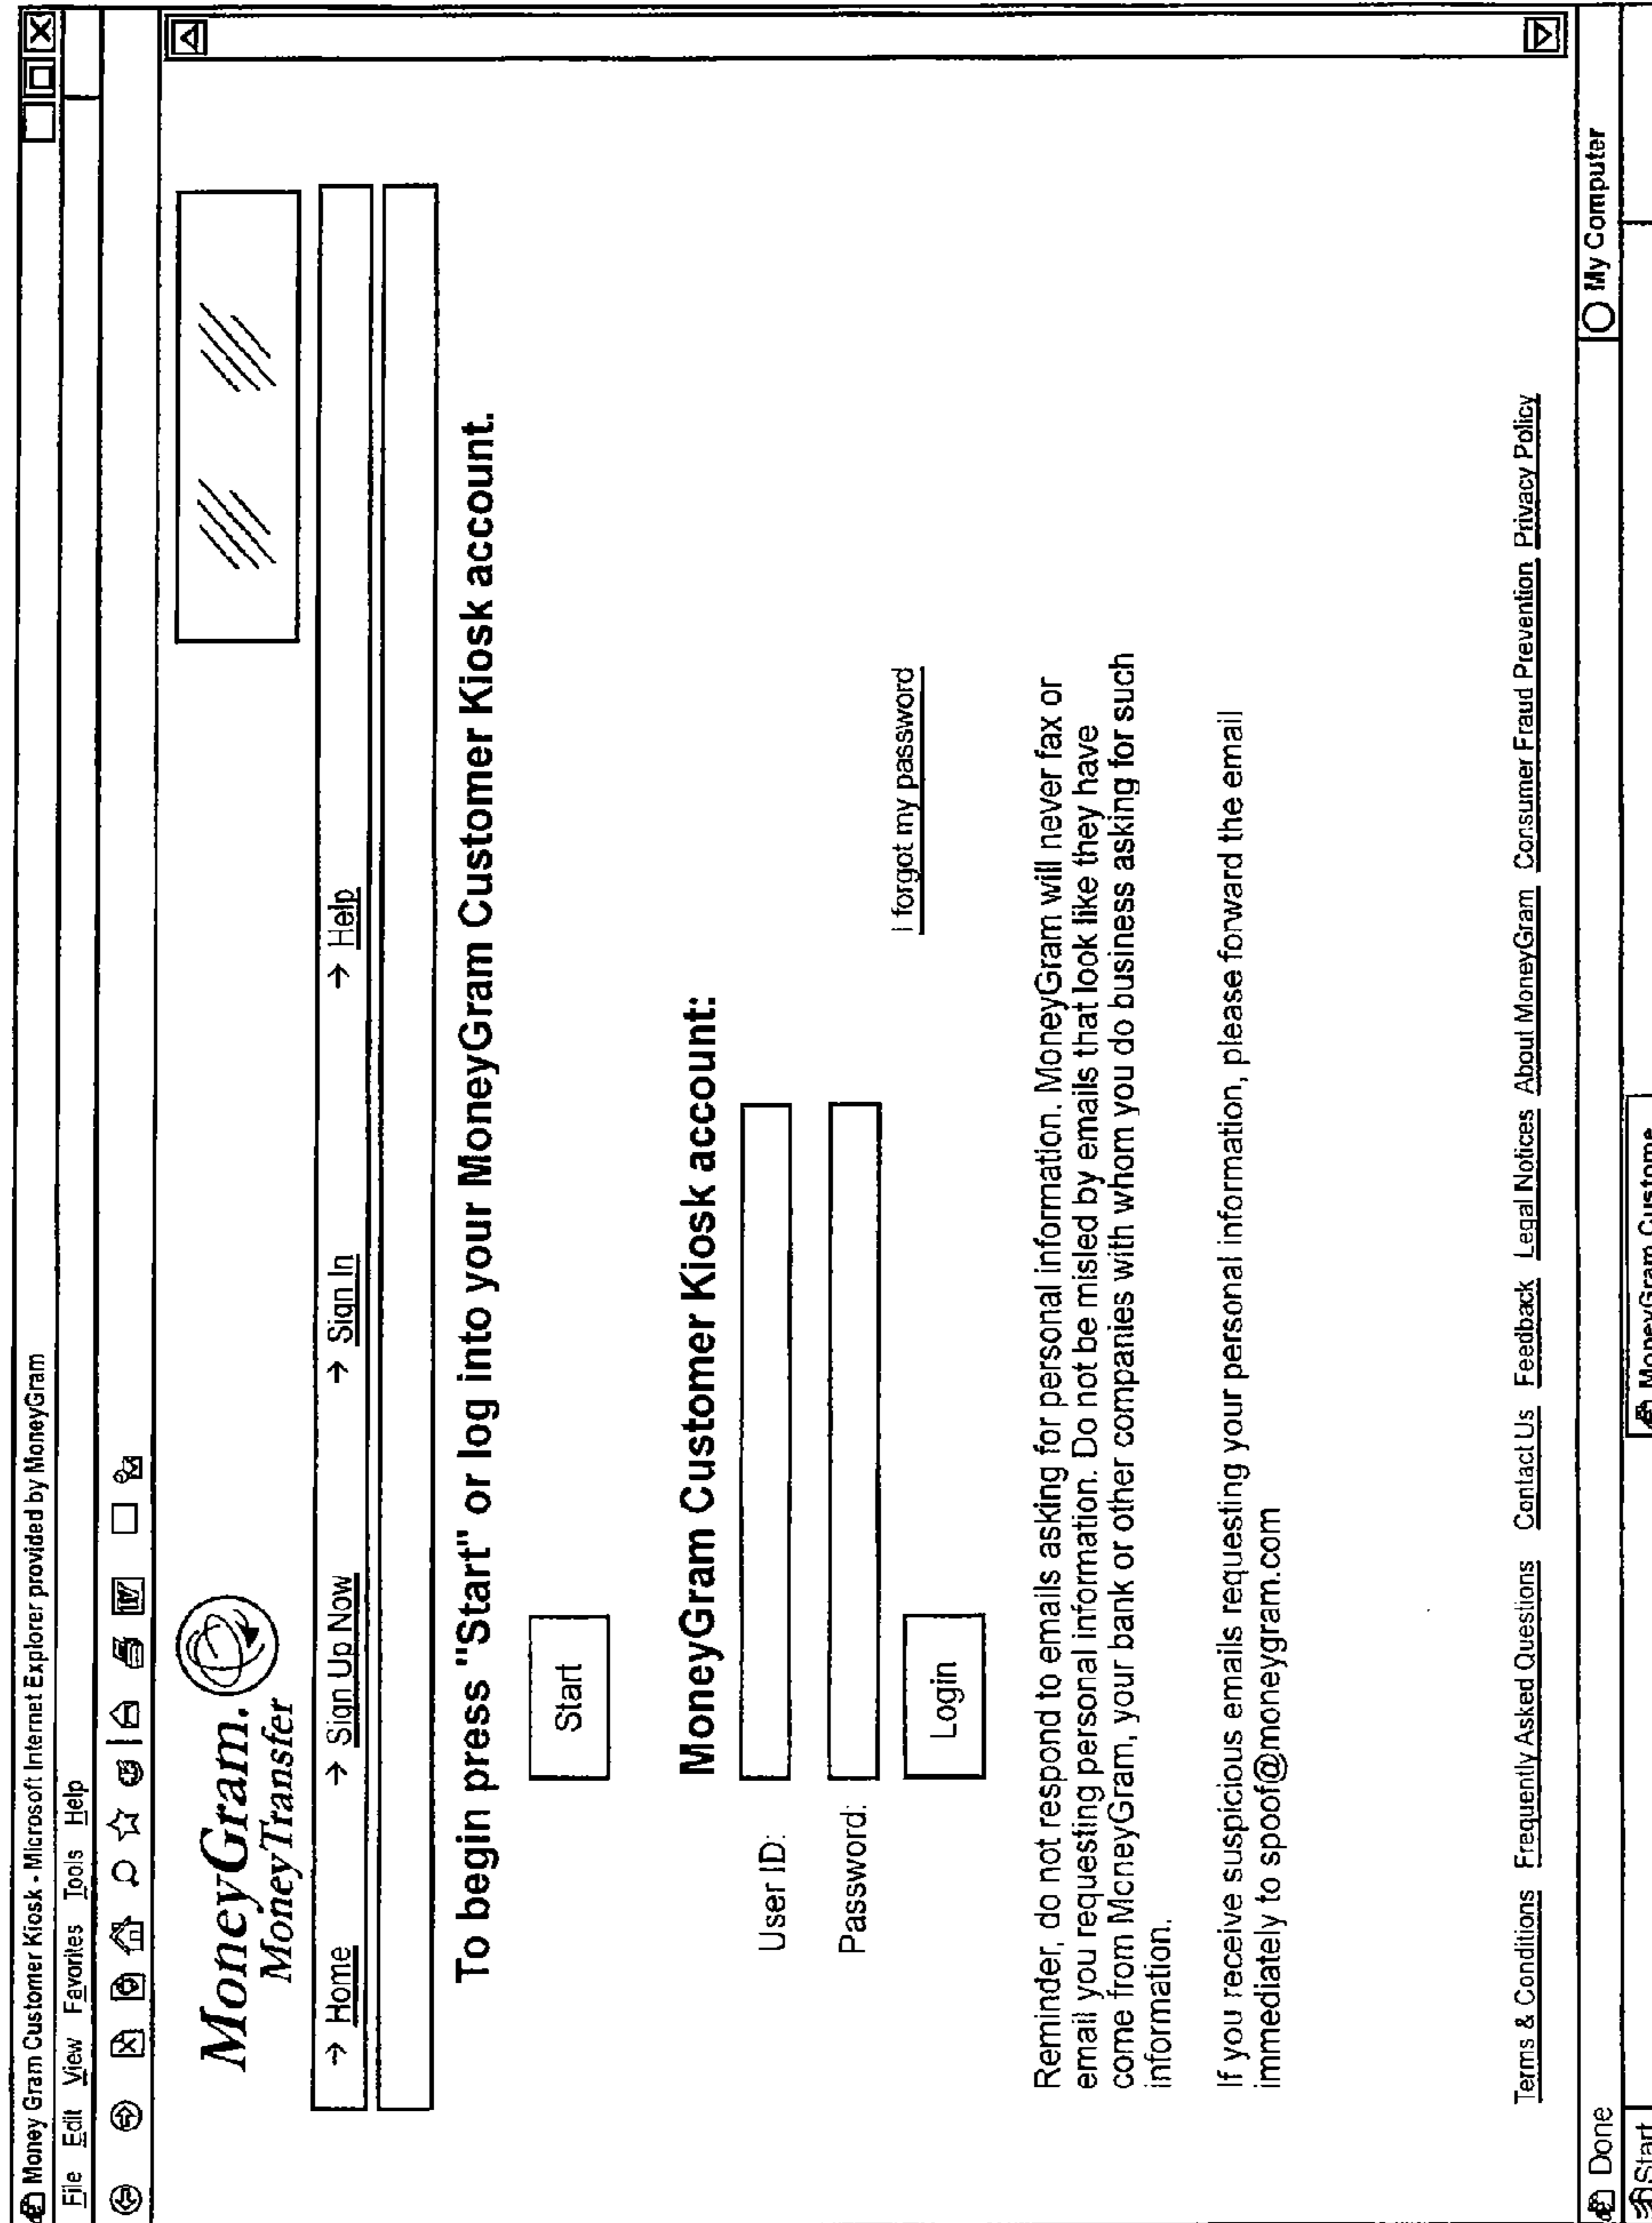 Money Gram Customer Kiosk - Microsoft Internet Explorer provided by MoneyGram
File Edit View Favorites Tools Help
W
MoneyGram.
MoneyTransfer
→ Home → Sign Up Now → Sign In → Help
To begin press "Start" or log into your MoneyGram Customer Kiosk account.
Start
MoneyGram Customer Kiosk account:
User ID:
Password:
Login
I forgot my password
Reminder, do not respond to emails asking for personal information. MoneyGram will never fax or
email you requesting personal information. Do not be misled by emails that look like they have
come from MoneyGram, your bank or other companies with whom you do business asking for such
information.
If you receive suspicious emails requesting your personal information, please forward the email
immediately to spoof@moneygram.com
Terms & Conditions Frequently Asked Questions Contact Us Feedback Legal Notices About MoneyGram Consumer Fraud Prevention Privacy Policy
Done My Computer
Start MoneyGram Custome